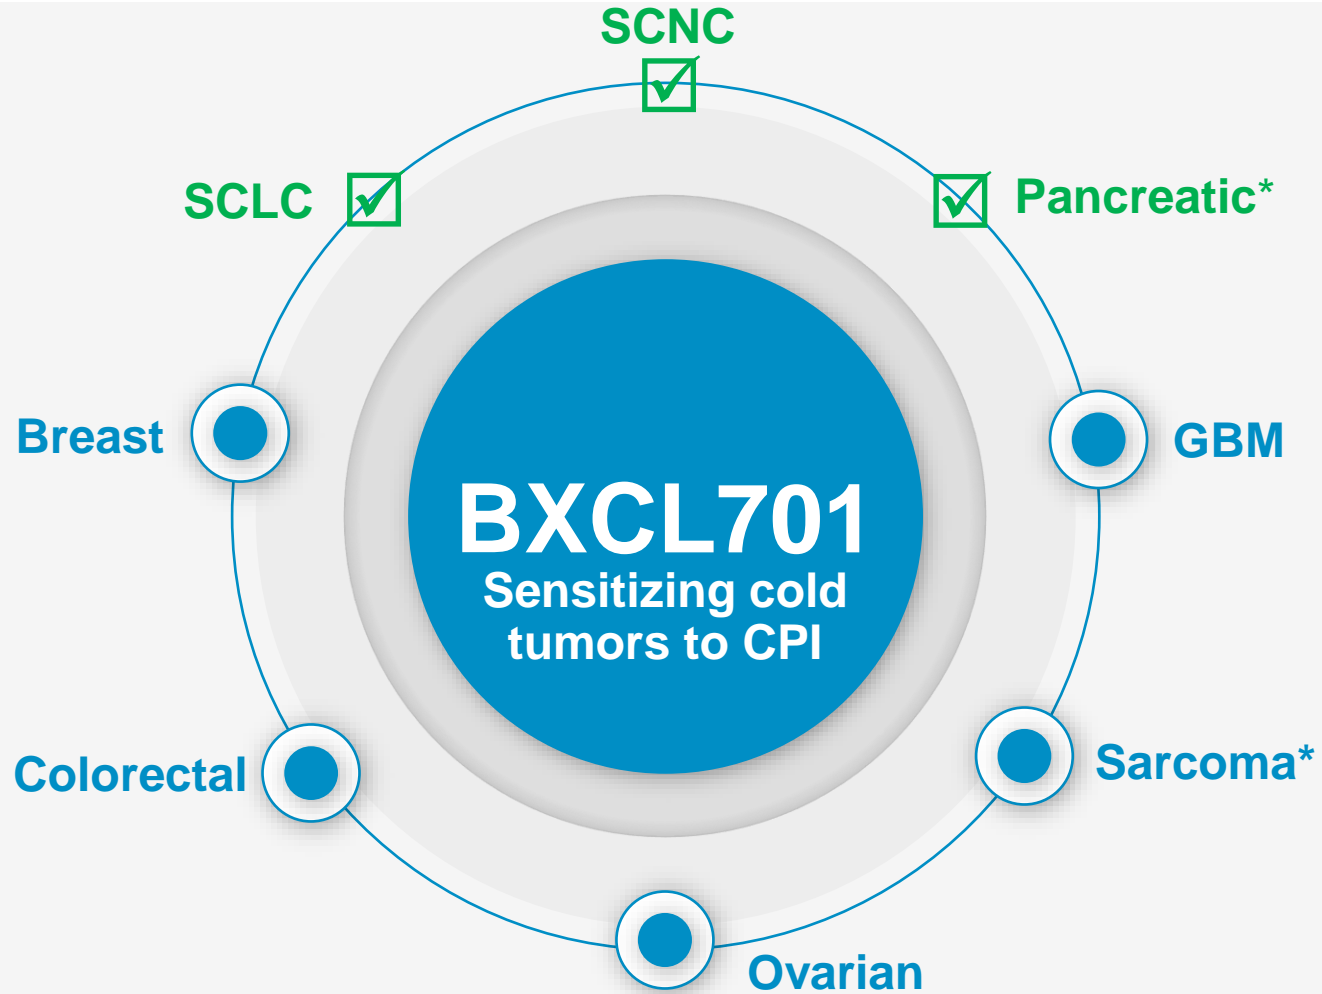 SCNC
SCLC
Pancreatic*
Breast
GBM
BXCL701
Sensitizing cold
tumors to CPI
Colorectal
Sarcoma*
Ovarian